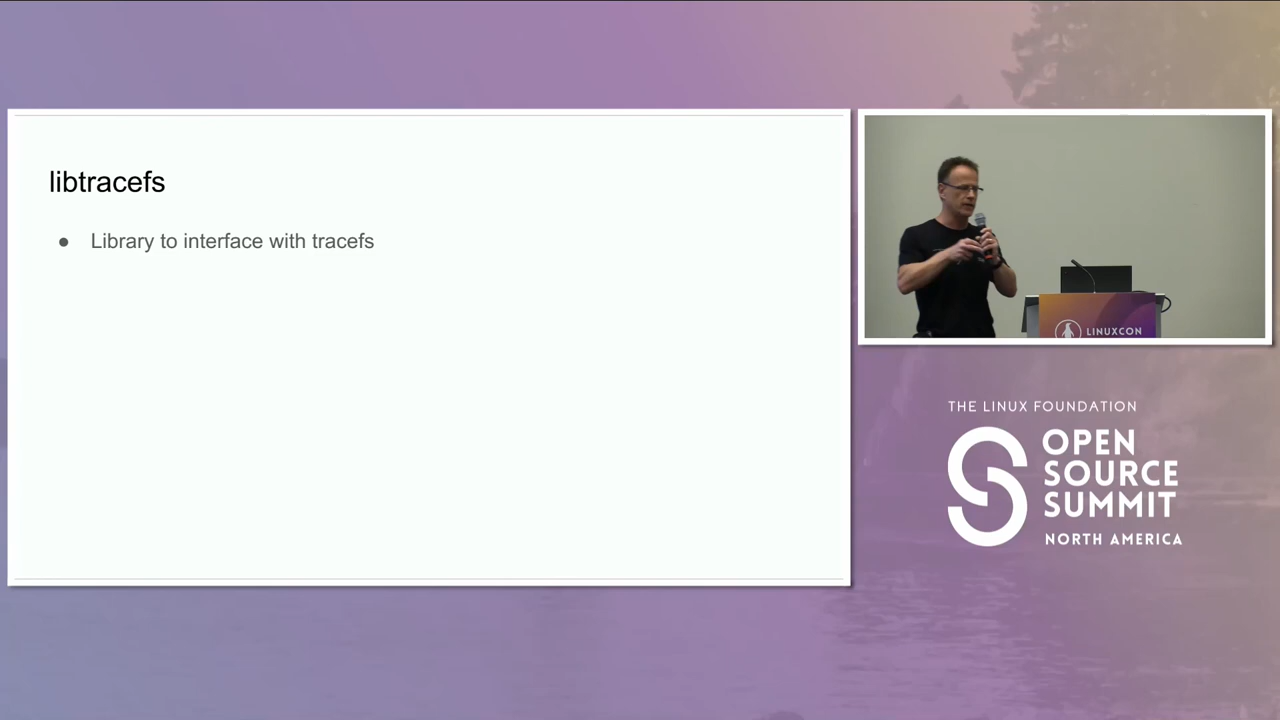 libtracefs
● Library to interface with tracefs
LINUXCON
THE LINUX FOUNDATION
OPEN
SOURCE
SUMMIT
NORTH AMERICA